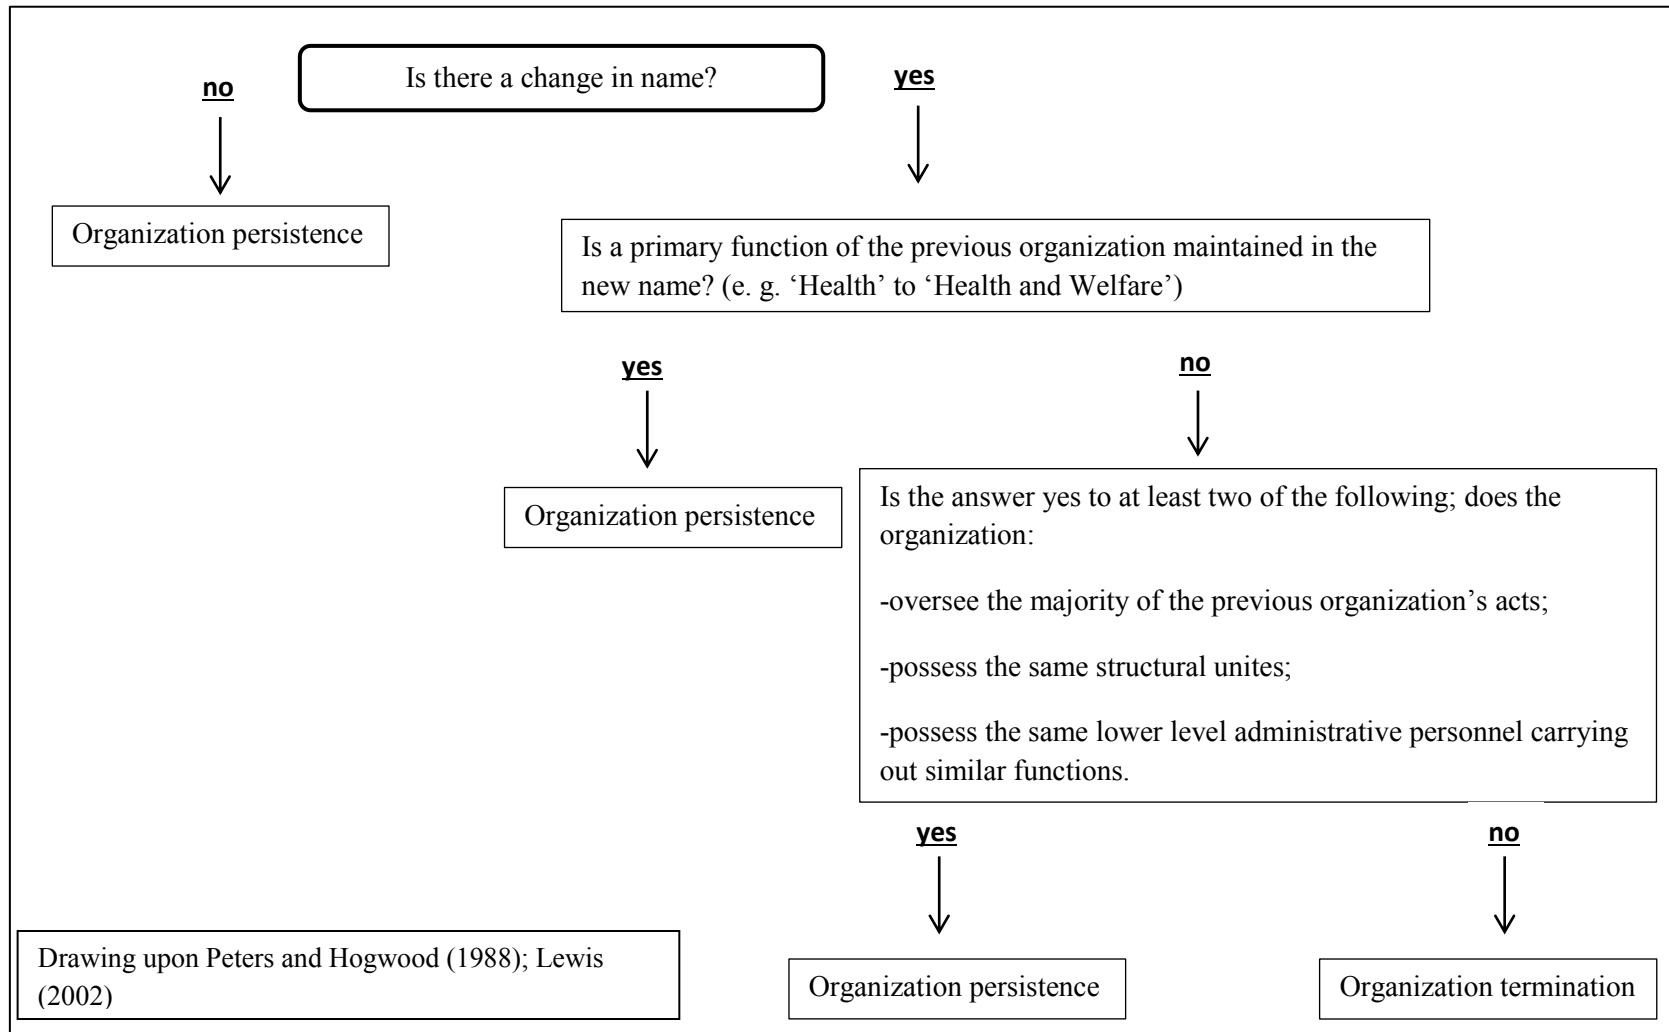 Is there a change in name?
no
yes
Organization persistence
Is a primary function of the previous organization maintained in the
new name? (e. g. ‘Health’ to ‘Health and Welfare’)
yes
no
Organization persistence
Is the answer yes to at least two of the following; does the
organization:
-oversee the majority of the previous organization’s acts;
-possess the same structural unites;
-possess the same lower level administrative personnel carrying
out similar functions.
yes
no
Organization persistence
Organization termination
Drawing upon Peters and Hogwood (1988); Lewis
(2002)